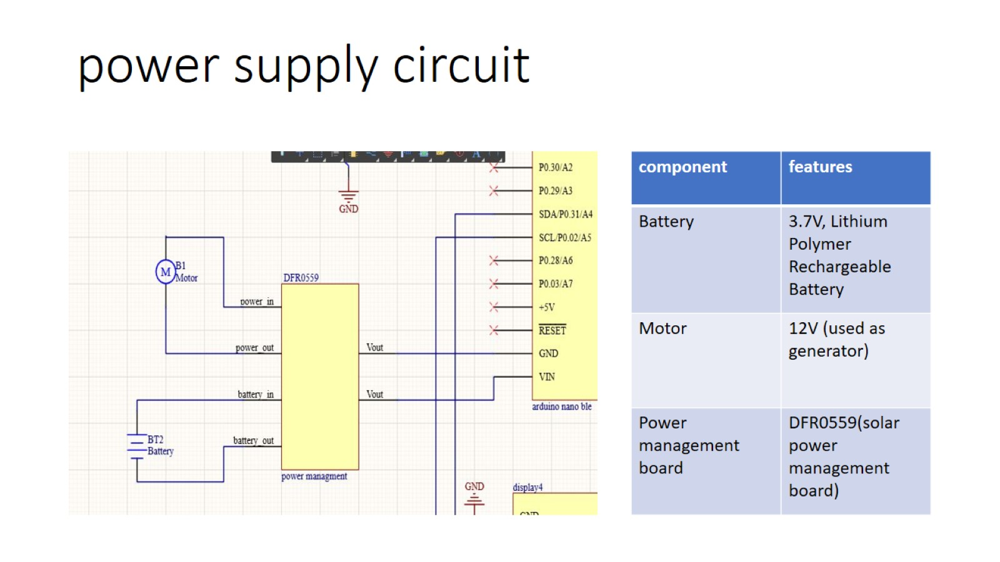 power supply circuit
A
P0.30/A2
P0.29/A3
GND
SDA/P0.31/A4
SCL/P0.02/A5
P0.28/A6
B1
M
Motor
DFR0559
P0.03/A7
power_in
+5V
RESET
power_out
Vout
GND
VIN
battery_in
Vout
arduino nano ble
BT2
battery_out
Battery
power managment
GND
display4
GND
component
features
Battery
3.7V, Lithium
Polymer
Rechargeable
Battery
Motor
12V (used as
generator)
Power
management
board
DFR0559(solar
power
management
board)